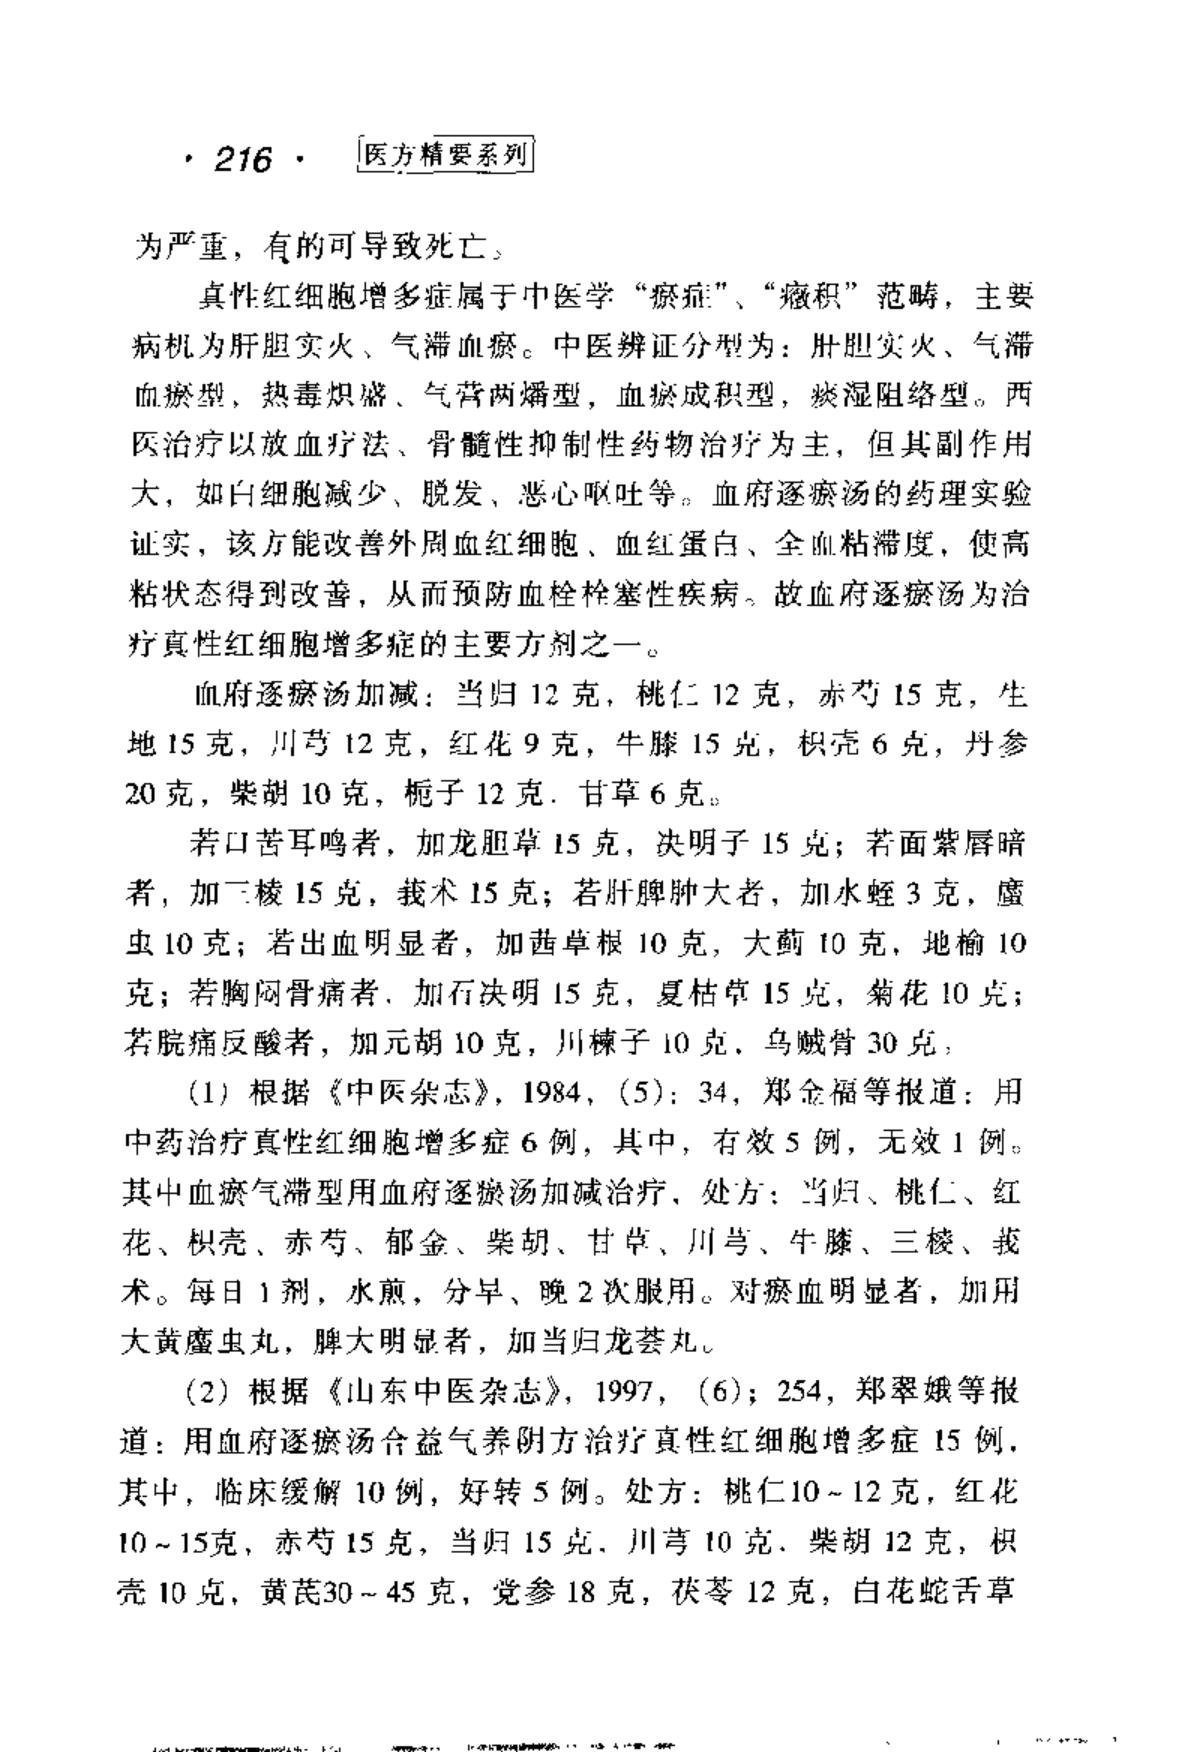 · 216 · 医方精要系列
为严重，有的可导致死亡。
真性红细胞增多症属于中医学“瘀症”、“癥积”范畴，主要
病机为肝胆实火、气滞血瘀。中医辨证分型为：肝胆实火、气滞
血瘀型，热毒炽盛、气营两燔型，血瘀成积型，痰湿阻络型。西
医治疗以放血疗法、骨髓性抑制性药物治疗为主，但其副作用
大，如白细胞减少、脱发、恶心呕吐等。血府逐瘀汤的药理实验
证实，该方能改善外周血红细胞、血红蛋白、全血粘滞度，使高
粘状态得到改善，从而预防血栓栓塞性疾病。故血府逐瘀汤为治
疗真性红细胞增多症的主要方剂之一。
血府逐瘀汤加减：当归 12 克，桃仁 12 克，赤芍 15 克，生
地 15 克，川芎 12 克，红花 9 克，牛膝 15 克，枳壳 6 克，丹参
20 克，柴胡 10 克，栀子 12 克．甘草 6 克。
若口苦耳鸣者，加龙胆草 15 克，决明子 15 克；若面紫唇暗
者，加三棱 15 克，莪术 15 克；若肝脾肿大者，加水蛭 3 克，䗪
虫 10 克；若出血明显者，加茜草根 10 克，大蓟 10 克，地榆 10
克；若胸闷骨痛者．加石决明 15 克，夏枯草 15 克，菊花 10 克；
若脘痛反酸者，加元胡 10 克，川楝子 10 克．乌贼骨 30 克；
(1) 根据《中医杂志》，1984，(5)：34，郑金福等报道：用
中药治疗真性红细胞增多症 6 例，其中，有效 5 例，无效 1 例。
其中血瘀气滞型用血府逐瘀汤加减治疗，处方：当归、桃仁、红
花、枳壳、赤芍、郁金、柴胡、甘草、川芎、牛膝、三棱、莪
术。每日 1 剂，水煎，分早、晚 2 次服用。对瘀血明显者，加用
大黄䗪虫丸，脾大明显者，加当归龙荟丸。
(2) 根据《山东中医杂志》，1997，(6)；254，郑翠娥等报
道：用血府逐瘀汤合益气养阴方治疗真性红细胞增多症 15 例．
其中，临床缓解 10 例，好转 5 例。处方：桃仁10～12 克，红花
10～15克，赤芍 15 克，当归 15 克．川芎 10 克．柴胡 12 克，枳
壳 10 克，黄芪30～45 克，党参 18 克，茯苓 12 克，白花蛇舌草